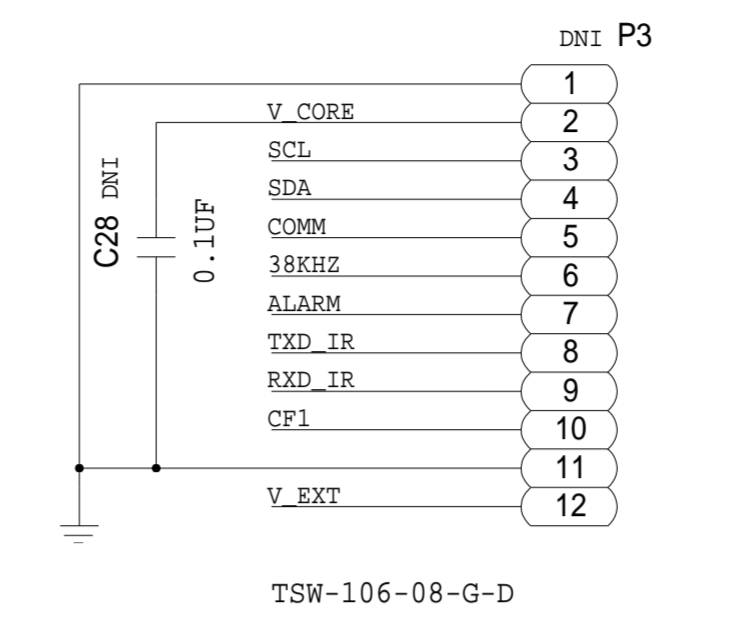 DNI P3
1
V_CORE 2
SCL 3
SDA 4
COMM 5
38KHZ 6
ALARM 7
TXD_IR 8
RXD_IR 9
CF1 10
11
V_EXT 12
C28 DNI
0.1UF
TSW-106-08-G-D